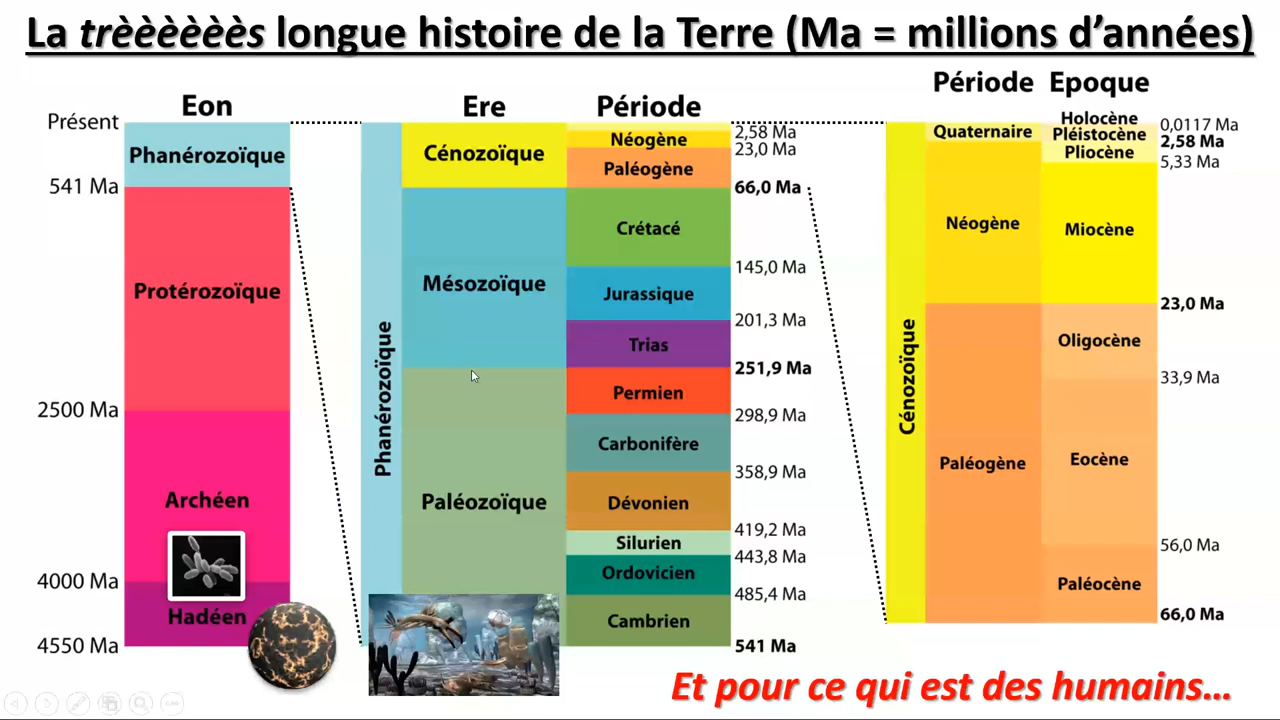 La trèèèèèès longue histoire de la Terre (Ma = millions d'années)
Eon
Présent
Phanérozoïque
541 Ma
Protérozoïque
2500 Ma
Archéen
4000 Ma
Hadéen
4550 Ma
Ere
Période
Phanérozoïque
Cénozoïque
Mésozoïque
Paléozoïque
Néogène
Paléogène
Crétacé
Jurassique
Trias
Permien
Carbonifère
Dévonien
Silurien
Ordovicien
Cambrien
2,58 Ma
23,0 Ma
66,0 Ma
145,0 Ma
201,3 Ma
251,9 Ma
298,9 Ma
358,9 Ma
419,2 Ma
443,8 Ma
485,4 Ma
541 Ma
Période
Epoque
Cénozoïque
Quaternaire
Néogène
Paléogène
Holocène
Pléistocène
Pliocène
Miocène
Oligocène
Eocène
Paléocène
0,0117 Ma
2,58 Ma
5,33 Ma
23,0 Ma
33,9 Ma
56,0 Ma
66,0 Ma
Et pour ce qui est des humains...